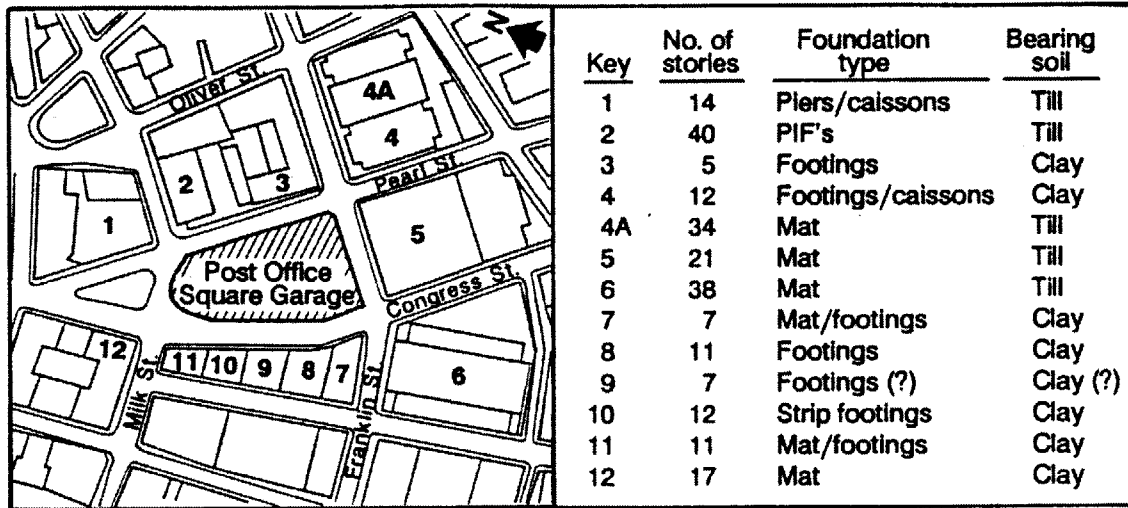 N
Oliver St.
4A
4
Pearl St.
2
3
1
5
Post Office
Square Garage
Congress St.
12
Milk St.
11 10 9 8 7
Franklin St.
6
Key No. of stories Foundation type Bearing soil
1 14 Piers/caissons Till
2 40 PIF's Till
3 5 Footings Clay
4 12 Footings/caissons Clay
4A 34 Mat Till
5 21 Mat Till
6 38 Mat Till
7 7 Mat/footings Clay
8 11 Footings Clay
9 7 Footings (?) Clay (?)
10 12 Strip footings Clay
11 11 Mat/footings Clay
12 17 Mat Clay